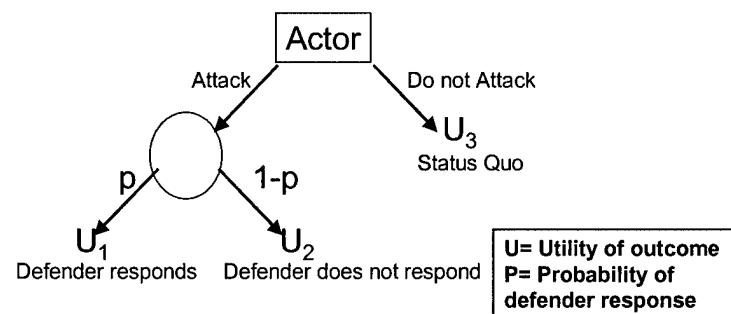 Actor
Attack
Do not Attack
U3
Status Quo
p
1-p
U1
U2
Defender responds
Defender does not respond
U= Utility of outcome
P= Probability of
defender response